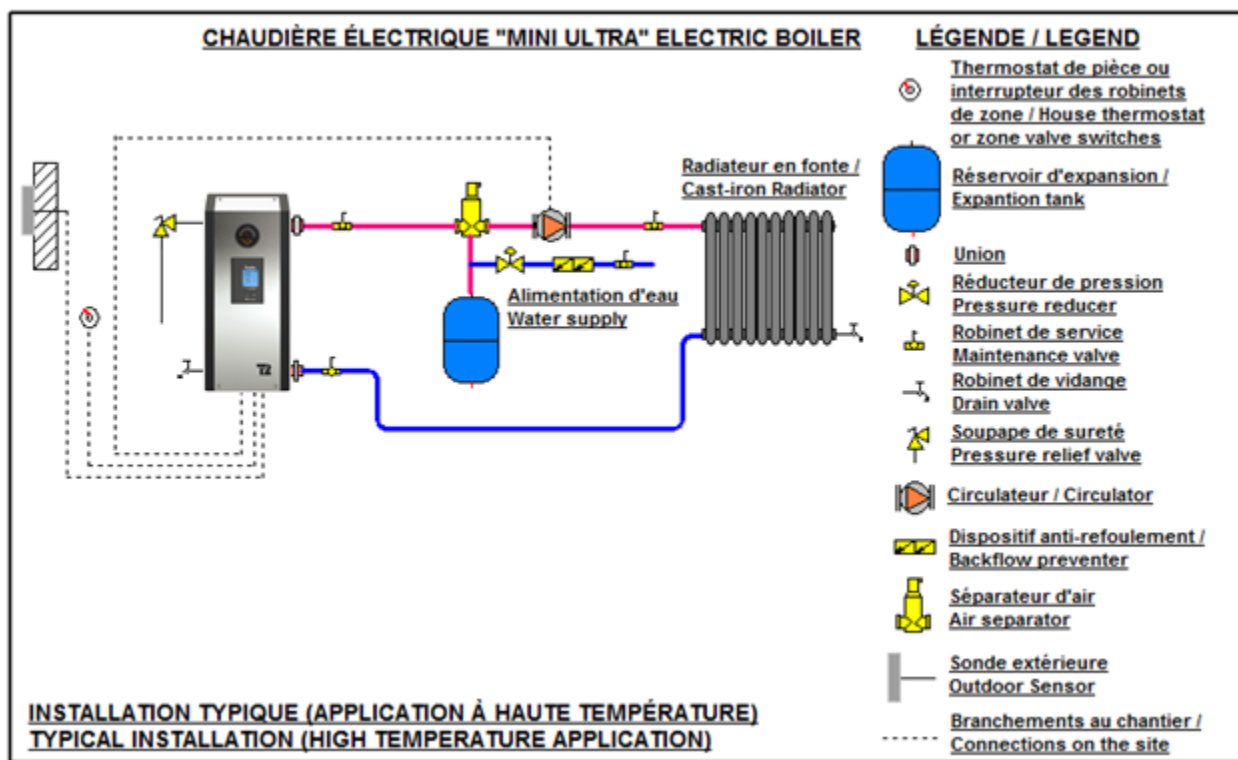 CHAUDIÈRE ÉLECTRIQUE "MINI ULTRA" ELECTRIC BOILER
LÉGENDE / LEGEND
Thermostat de pièce ou
interrupteur des robinets
de zone / House thermostat
or zone valve switches
Réservoir d'expansion /
Expantion tank
Union
Réducteur de pression
Pressure reducer
Robinet de service
Maintenance valve
Robinet de vidange
Drain valve
Soupape de sureté
Pressure relief valve
Circulateur / Circulator
Dispositif anti-refoulement /
Backflow preventer
Séparateur d'air
Air separator
Sonde extérieure
Outdoor Sensor
Branchements au chantier /
Connections on the site
Radiateur en fonte /
Cast-iron Radiator
Alimentation d'eau
Water supply
T2
INSTALLATION TYPIQUE (APPLICATION À HAUTE TEMPÉRATURE)
TYPICAL INSTALLATION (HIGH TEMPERATURE APPLICATION)